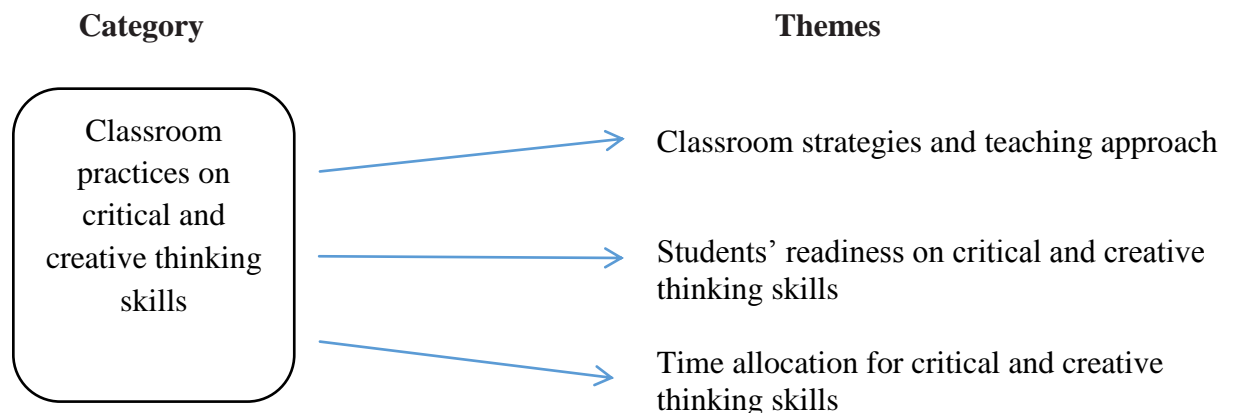 Category
Themes
Classroom
practices on
critical and
creative thinking
skills
Classroom strategies and teaching approach
Students’ readiness on critical and creative
thinking skills
Time allocation for critical and creative
thinking skills